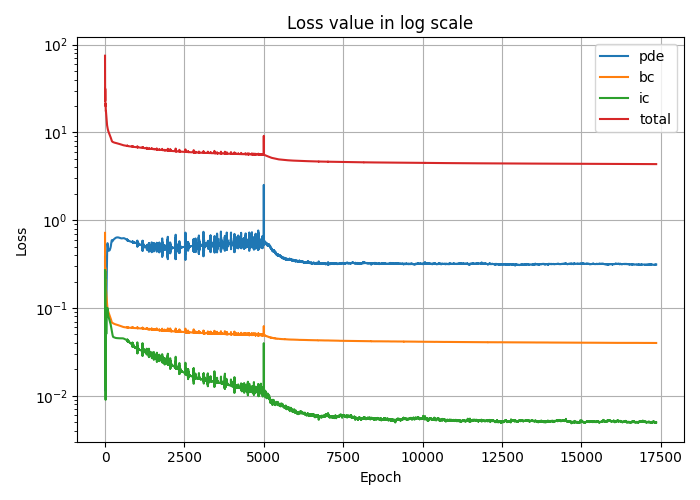 Loss value in log scale
10²
10¹
10⁰
10⁻¹
10⁻²
Loss
pde
bc
ic
total
0 2500 5000 7500 10000 12500 15000 17500
Epoch